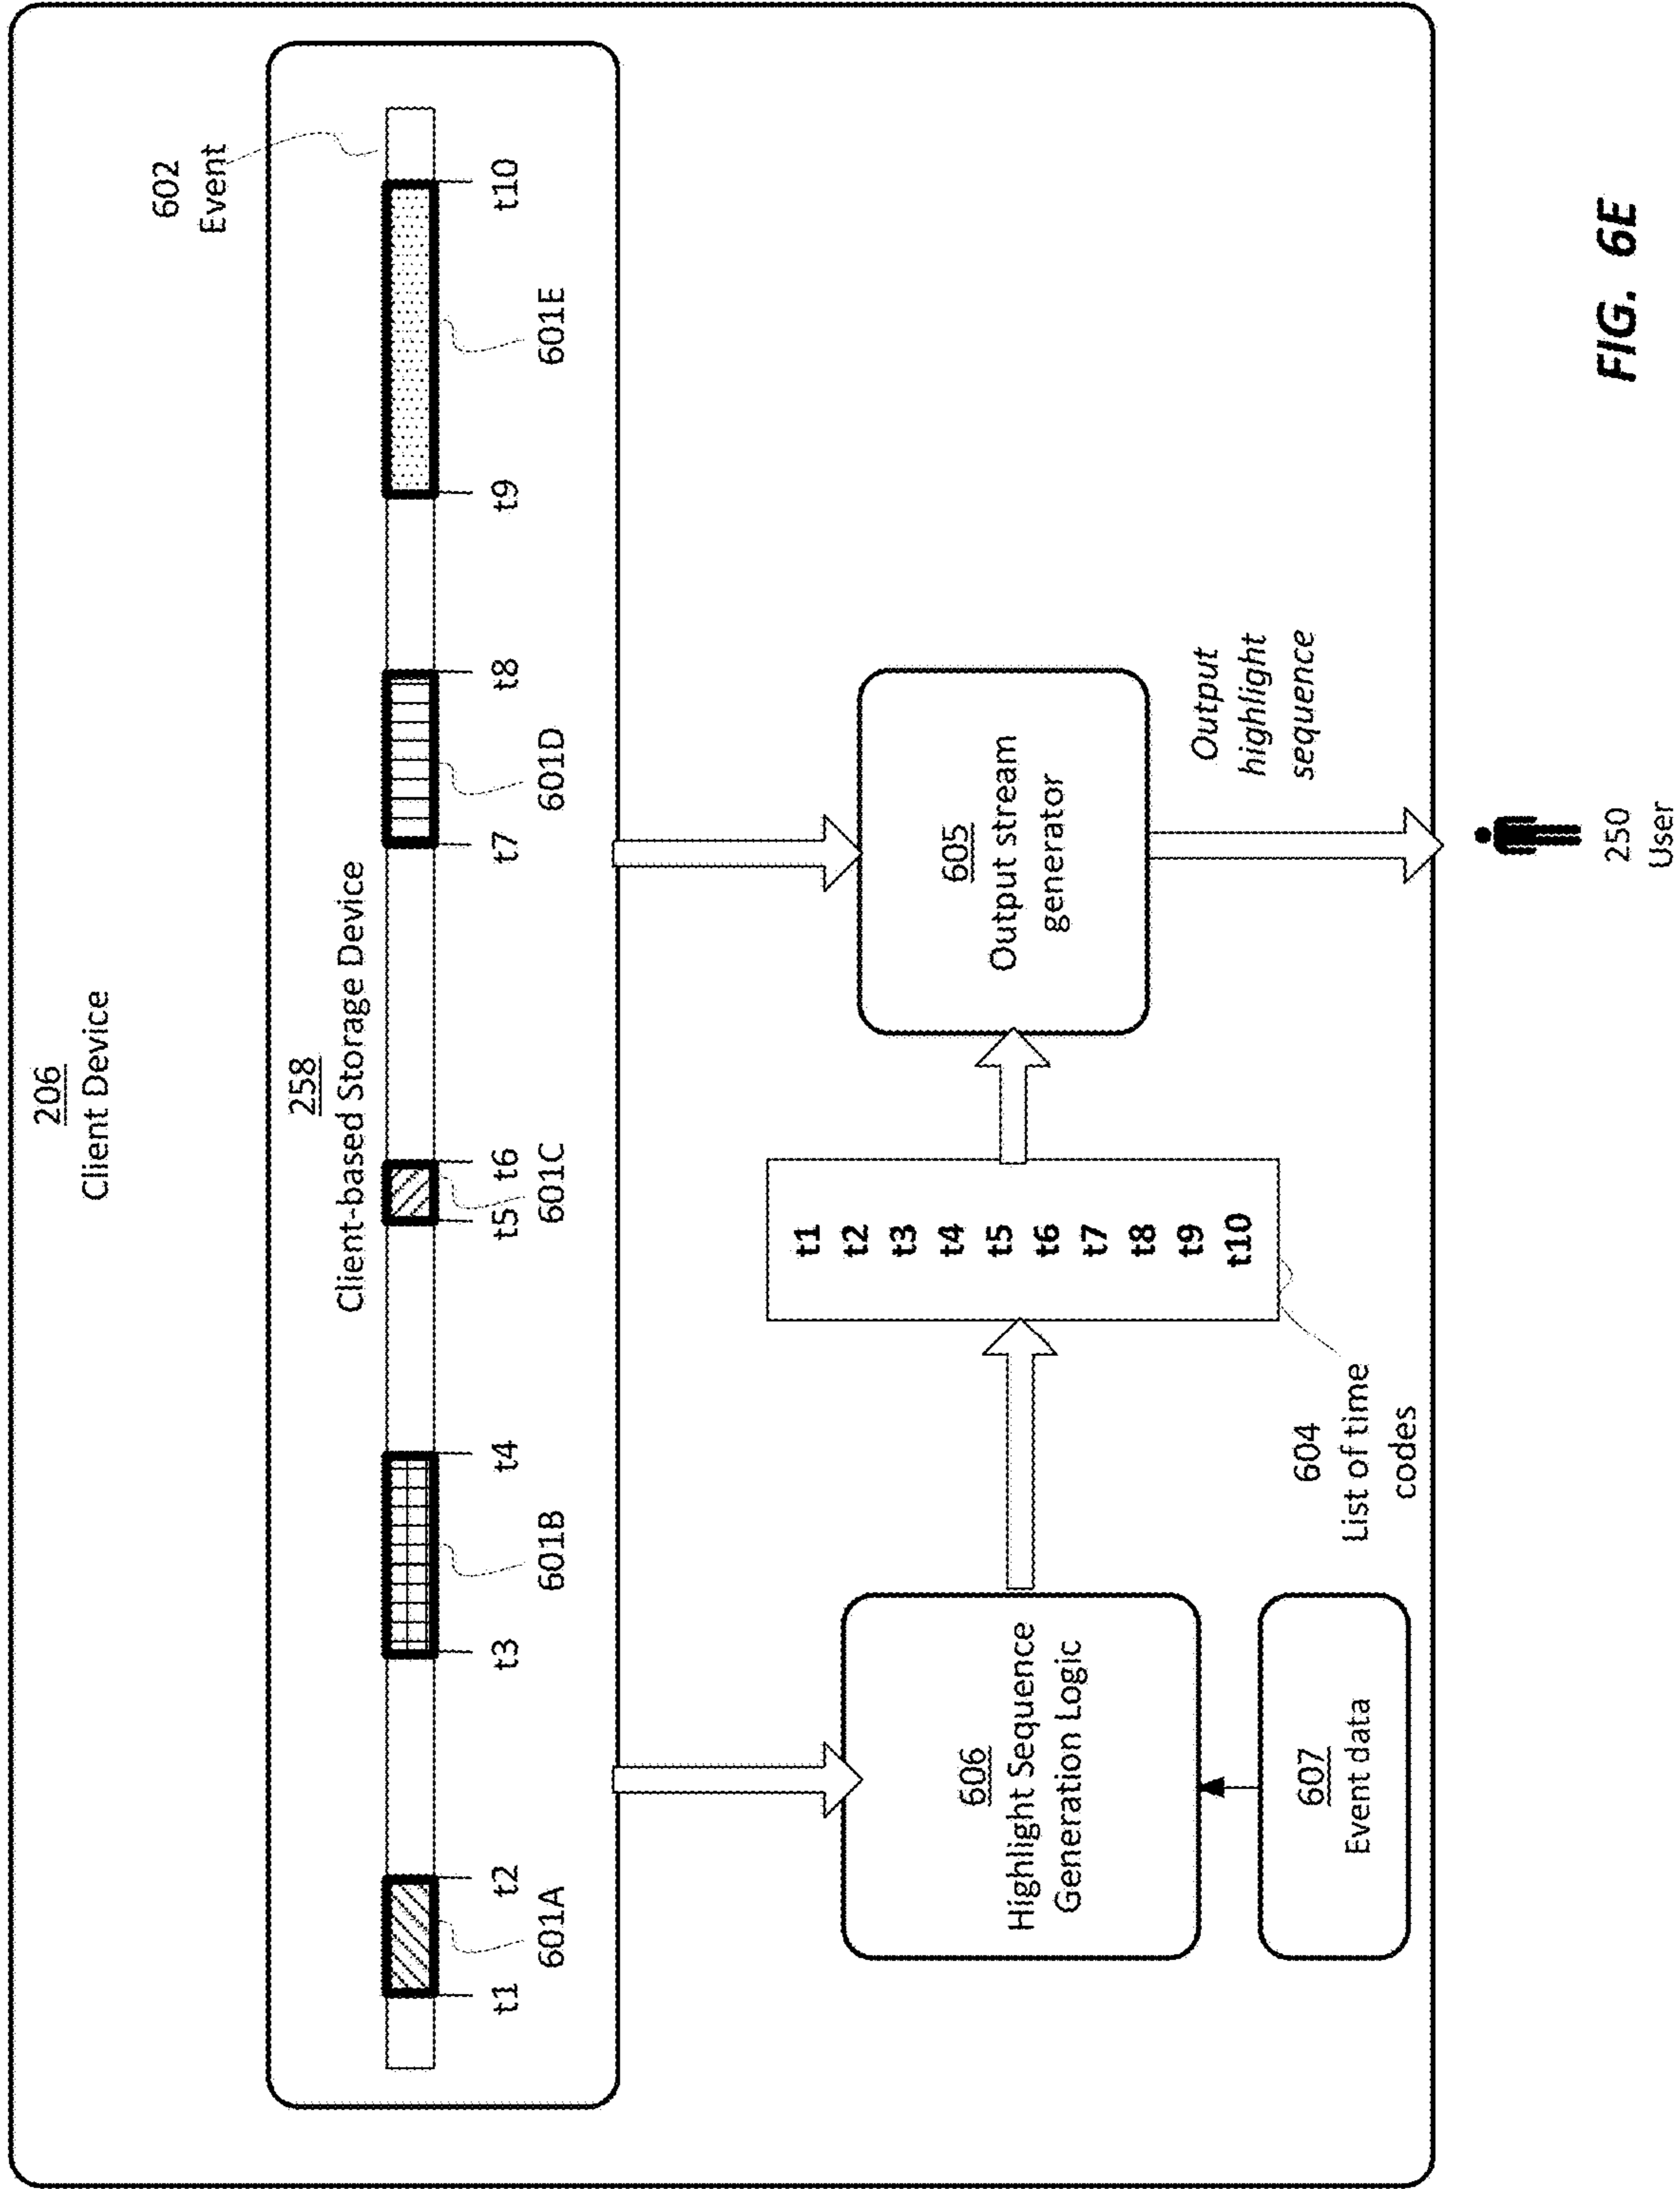 206
Client Device
602
Event
258
Client-based Storage Device
t1 t2 t3 t4 t5 t6 t7 t8 t9 t10
601A 601B 601C 601D 601E
606
Highlight Sequence
Generation Logic
607
Event data
t1
t2
t3
t4
t5
t6
t7
t8
t9
t10
604
List of time
codes
605
Output stream
generator
Output
highlight
sequence
250
User
FIG. 6E